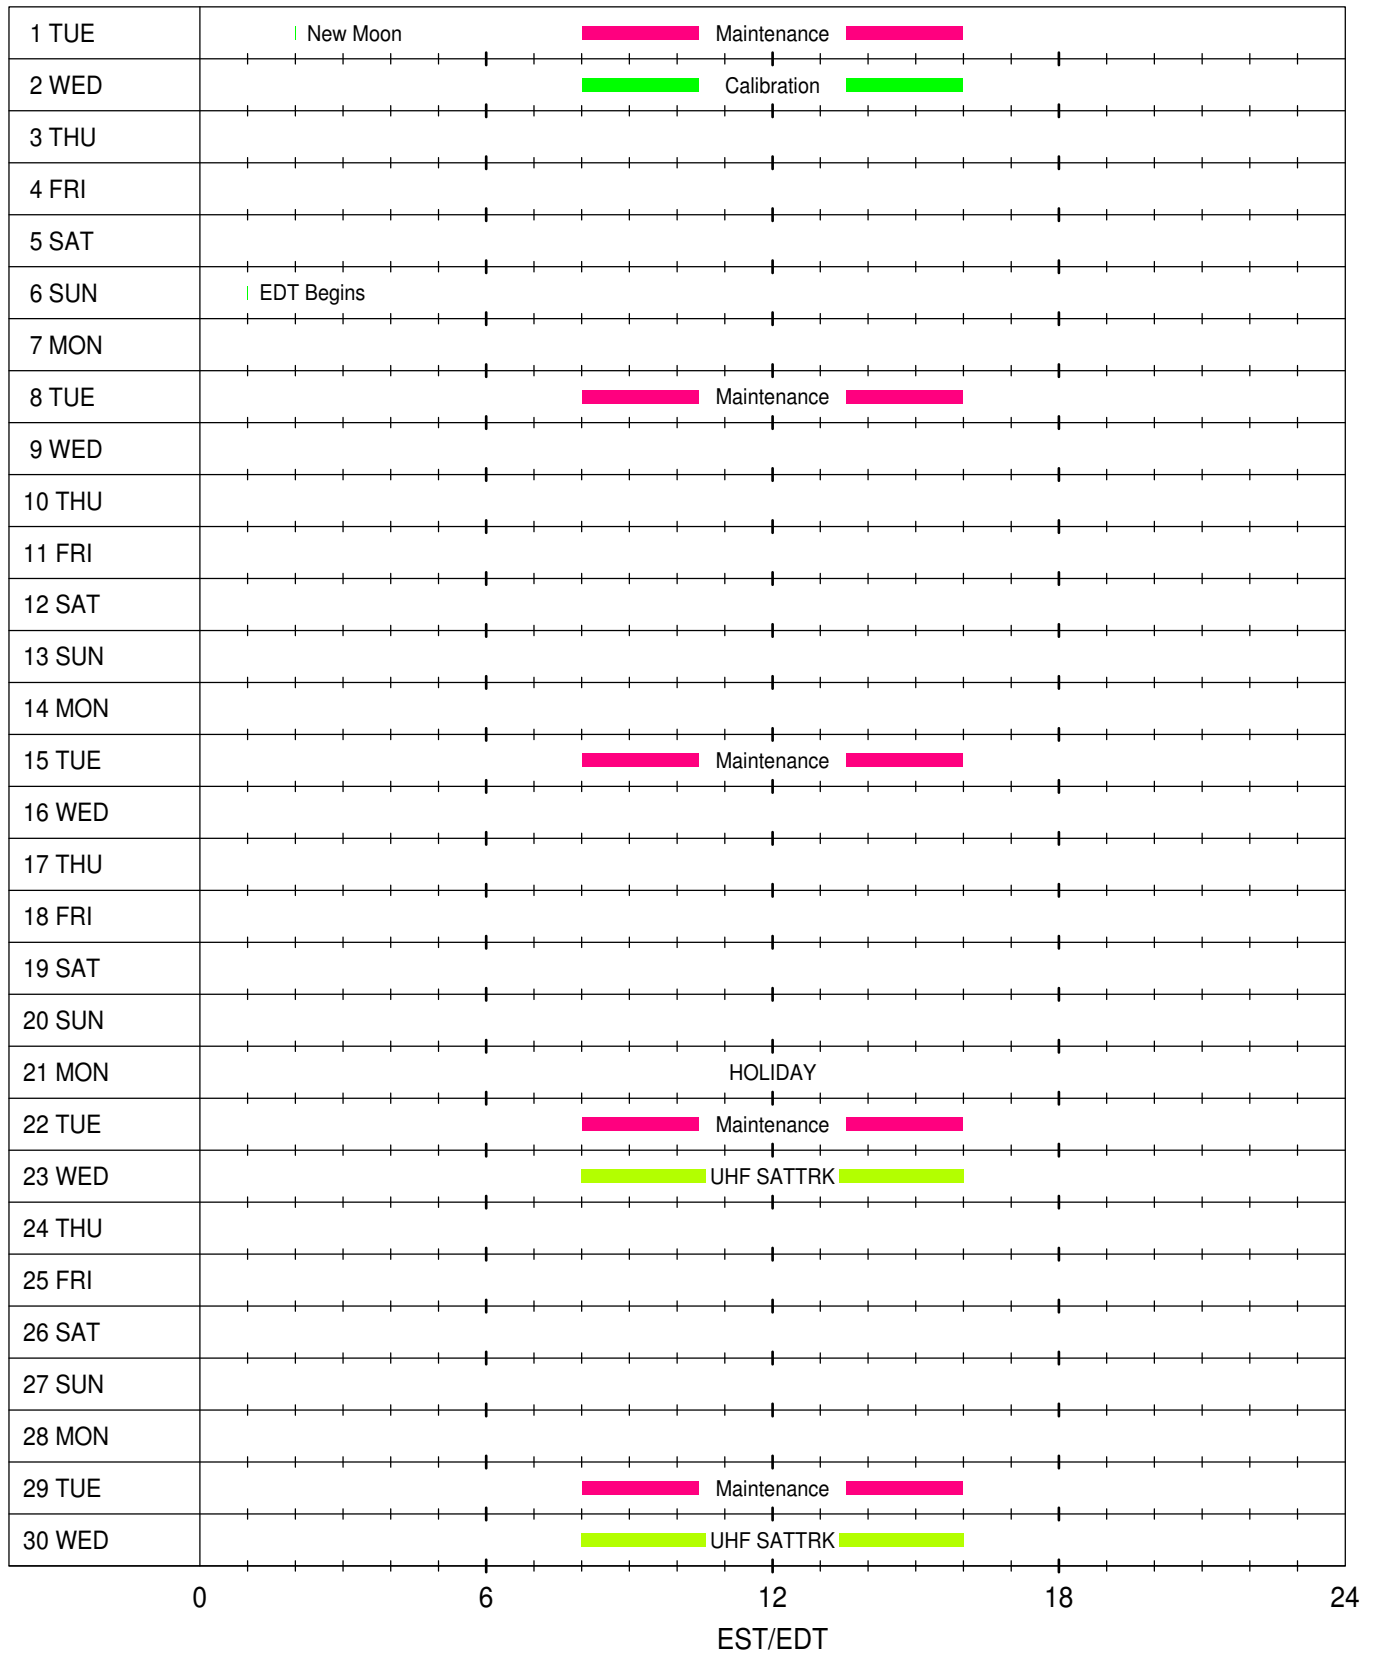 1 TUE New Moon Maintenance
2 WED Calibration
3 THU
4 FRI
5 SAT
6 SUN EDT Begins
7 MON
8 TUE Maintenance
9 WED
10 THU
11 FRI
12 SAT
13 SUN
14 MON
15 TUE Maintenance
16 WED
17 THU
18 FRI
19 SAT
20 SUN
21 MON HOLIDAY
22 TUE Maintenance
23 WED UHF SATTRK
24 THU
25 FRI
26 SAT
27 SUN
28 MON
29 TUE Maintenance
30 WED UHF SATTRK
0 6 12 18 24
EST/EDT